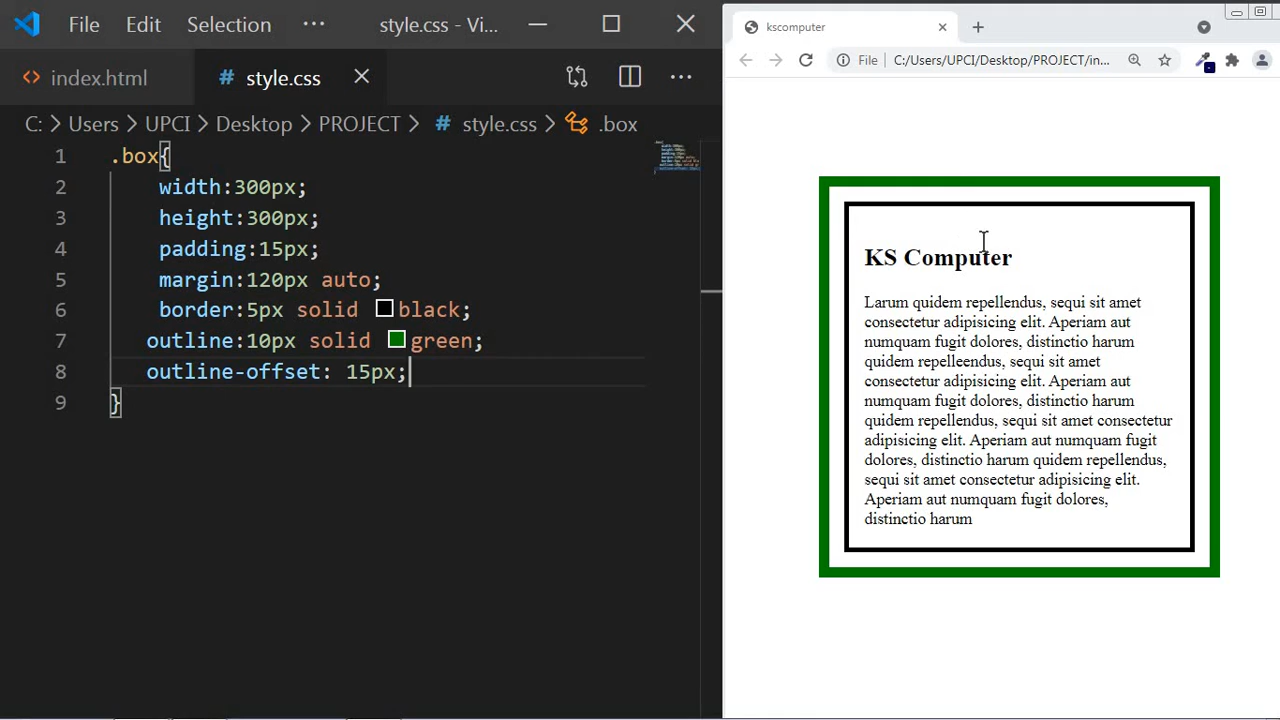 File Edit Selection ··· style.css - Vi...
index.html # style.css
C: > Users > UPCI > Desktop > PROJECT > # style.css > .box
1 .box{
2 width:300px;
3 height:300px;
4 padding:15px;
5 margin:120px auto;
6 border:5px solid black;
7 outline:10px solid green;
8 outline-offset: 15px;
9 }
kscomputer
File C:/Users/UPCI/Desktop/PROJECT/in...
KS Computer
Larum quidem repellendus, sequi sit amet
consectetur adipisicing elit. Aperiam aut
numquam fugit dolores, distinctio harum
quidem repelleendus, sequi sit amet
consectetur adipisicing elit. Aperiam aut
numquam fugit dolores, distinctio harum
quidem repellendus, sequi sit amet consectetur
adipisicing elit. Aperiam aut numquam fugit
dolores, distinctio harum quidem repellendus,
sequi sit amet consectetur adipisicing elit.
Aperiam aut numquam fugit dolores,
distinctio harum